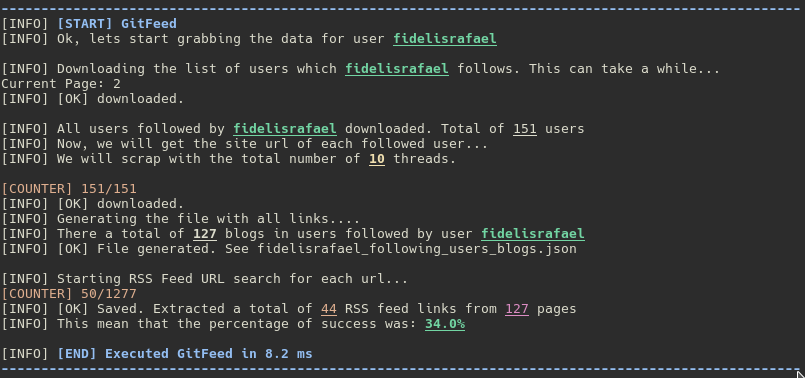 [INFO] [START] GitFeed
[INFO] Ok, lets start grabbing the data for user fidelisrafael
[INFO] Downloading the list of users which fidelisrafael follows. This can take a while...
Current Page: 2
[INFO] [OK] downloaded.
[INFO] All users followed by fidelisrafael downloaded. Total of 151 users
[INFO] Now, we will get the site url of each followed user...
[INFO] We will scrap with the total number of 10 threads.
[COUNTER] 151/151
[INFO] [OK] downloaded.
[INFO] Generating the file with all links....
[INFO] There a total of 127 blogs in users followed by user fidelisrafael
[INFO] [OK] File generated. See fidelisrafael_following_users_blogs.json
[INFO] Starting RSS Feed URL search for each url...
[COUNTER] 50/1277
[INFO] [OK] Saved. Extracted a total of 44 RSS feed links from 127 pages
[INFO] This mean that the percentage of success was: 34.0%
[INFO] [END] Executed GitFeed in 8.2 ms